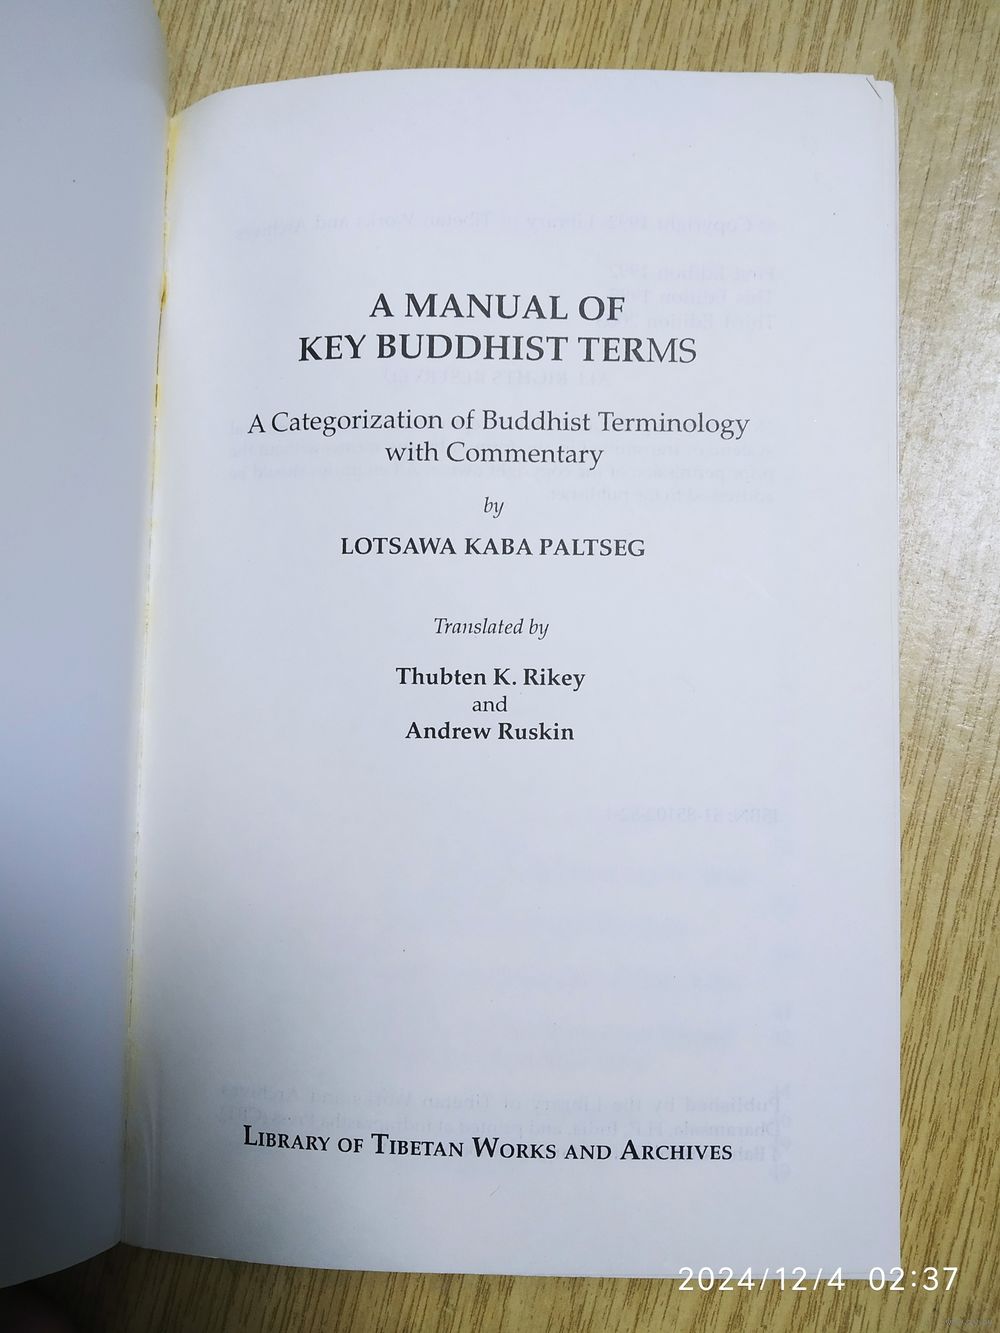 A MANUAL OF
KEY BUDDHIST TERMS
A Categorization of Buddhist Terminology
with Commentary
by
LOTSAWA KABA PALTSEG
Translated by
Thubten K. Rikey
and
Andrew Ruskin
LIBRARY OF TIBETAN WORKS AND ARCHIVES
2024/12/4 02:37